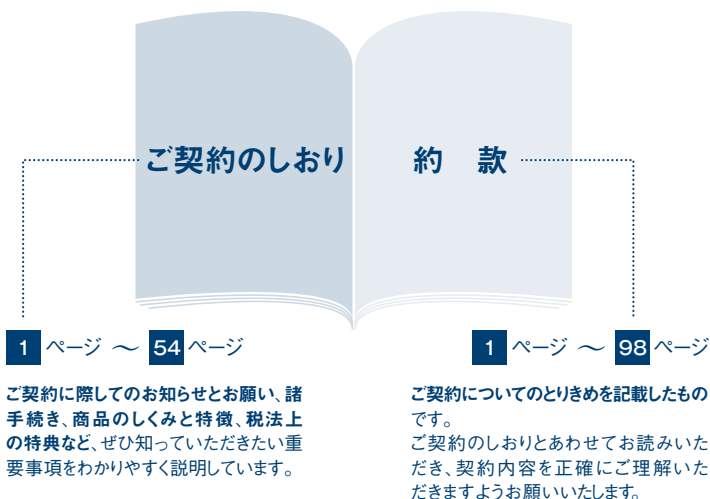 ご契約のしおり
約 款
1 ページ ～ 54 ページ
ご契約に際してのお知らせとお願い、諸
手続き、商品のしくみと特徴、税法上
の特典など、ぜひ知っていただきたい重
要事項をわかりやすく説明しています。
1 ページ ～ 98 ページ
ご契約についてのとりきめを記載したもの
です。
ご契約のしおりとあわせてお読みいた
だき、契約内容を正確にご理解いた
だきますようお願いいたします。